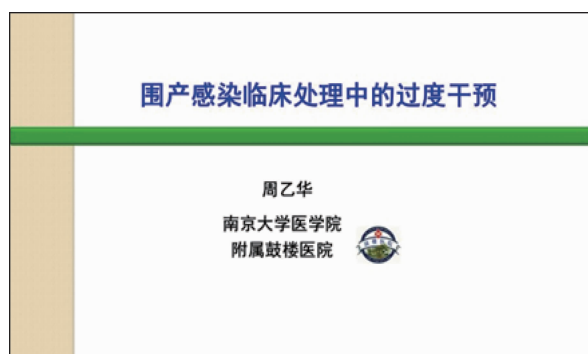 围产感染临床处理中的过度干预
周乙华
南京大学医学院
附属鼓楼医院